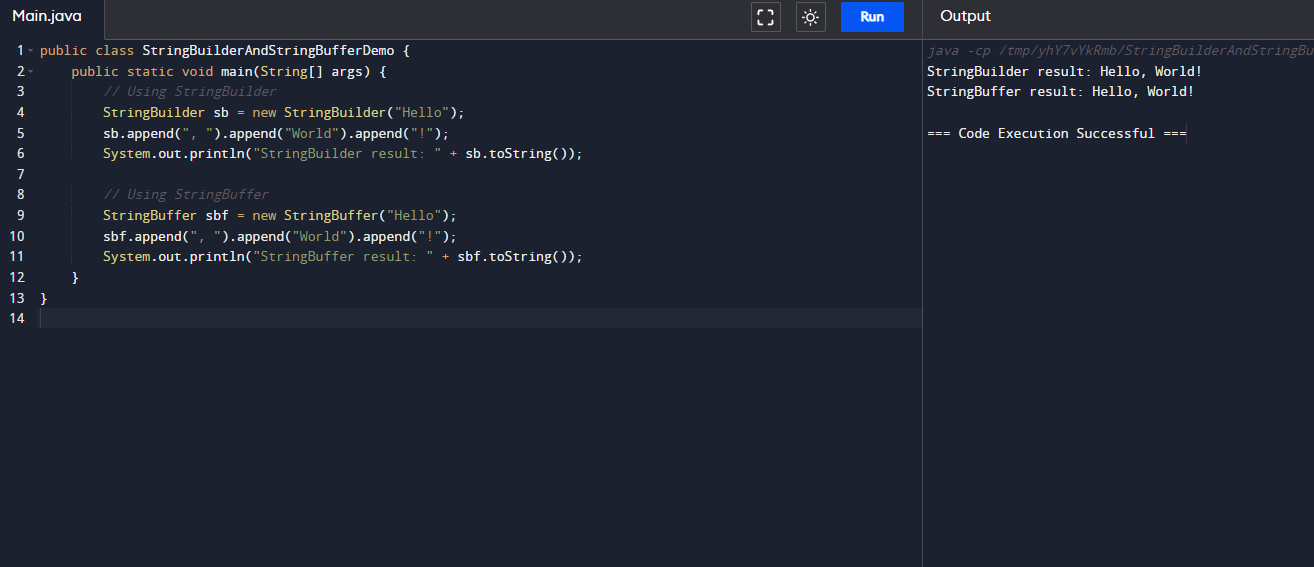 Main.java
Run
Output
1 public class StringBuilderAndStringBufferDemo {
2     public static void main(String[] args) {
3         // Using StringBuilder
4         StringBuilder sb = new StringBuilder("Hello");
5         sb.append(", ").append("World").append("!");
6         System.out.println("StringBuilder result: " + sb.toString());
7
8         // Using StringBuffer
9         StringBuffer sbf = new StringBuffer("Hello");
10         sbf.append(", ").append("World").append("!");
11         System.out.println("StringBuffer result: " + sbf.toString());
12     }
13 }
14
java -cp /tmp/yhY7vYkRmb/StringBuilderAndStringBu
StringBuilder result: Hello, World!
StringBuffer result: Hello, World!
=== Code Execution Successful ===